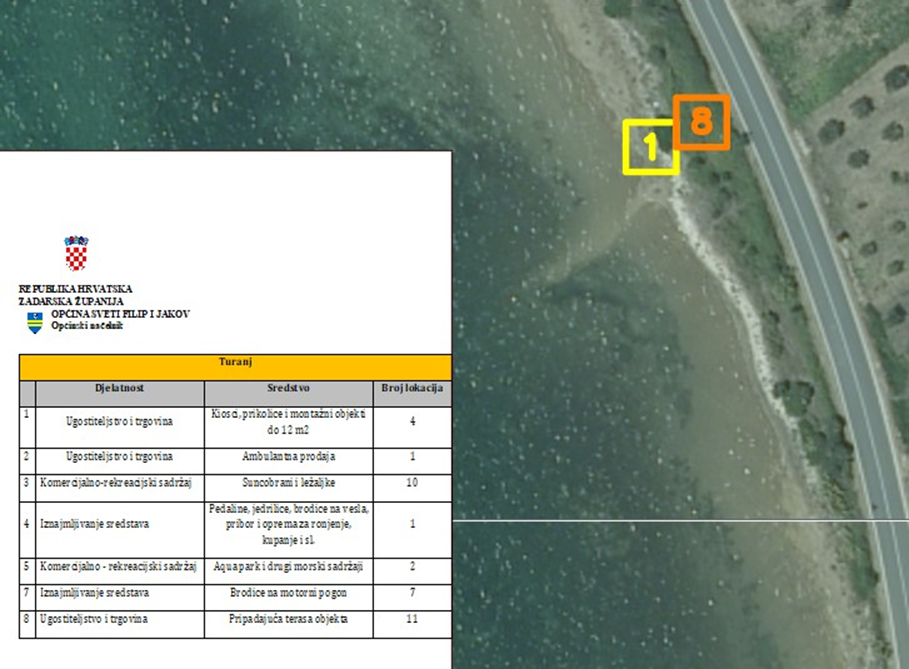 1
8
REPUBLIKA HRVATSKA
ZADARSKA ŽUPANIJA
OPĆINA SVETI FILIP I JAKOV
Općinski načelnik
Turanj
Djelatnost Sredstvo Broj lokacija
1 Ugostiteljstvo i trgovina Kiosci, prikolice i montažni objekti do 12 m2 4
2 Ugostiteljstvo i trgovina Ambulantna prodaja 1
3 Komercijalno-rekreacijski sadržaj Suncobrani i ležaljke 10
4 Iznajmljivanje sredstava Pedaline, jedrilice, brodice na vesla, pribor i oprema za ronjenje, kupanje i sl. 1
5 Komercijalno - rekreacijski sadržaj Aquapark i drugi morski sadržaji 2
7 Iznajmljivanje sredstava Brodice na motorni pogon 7
8 Ugostiteljstvo i trgovina Pripadajuća terasa objekta 11